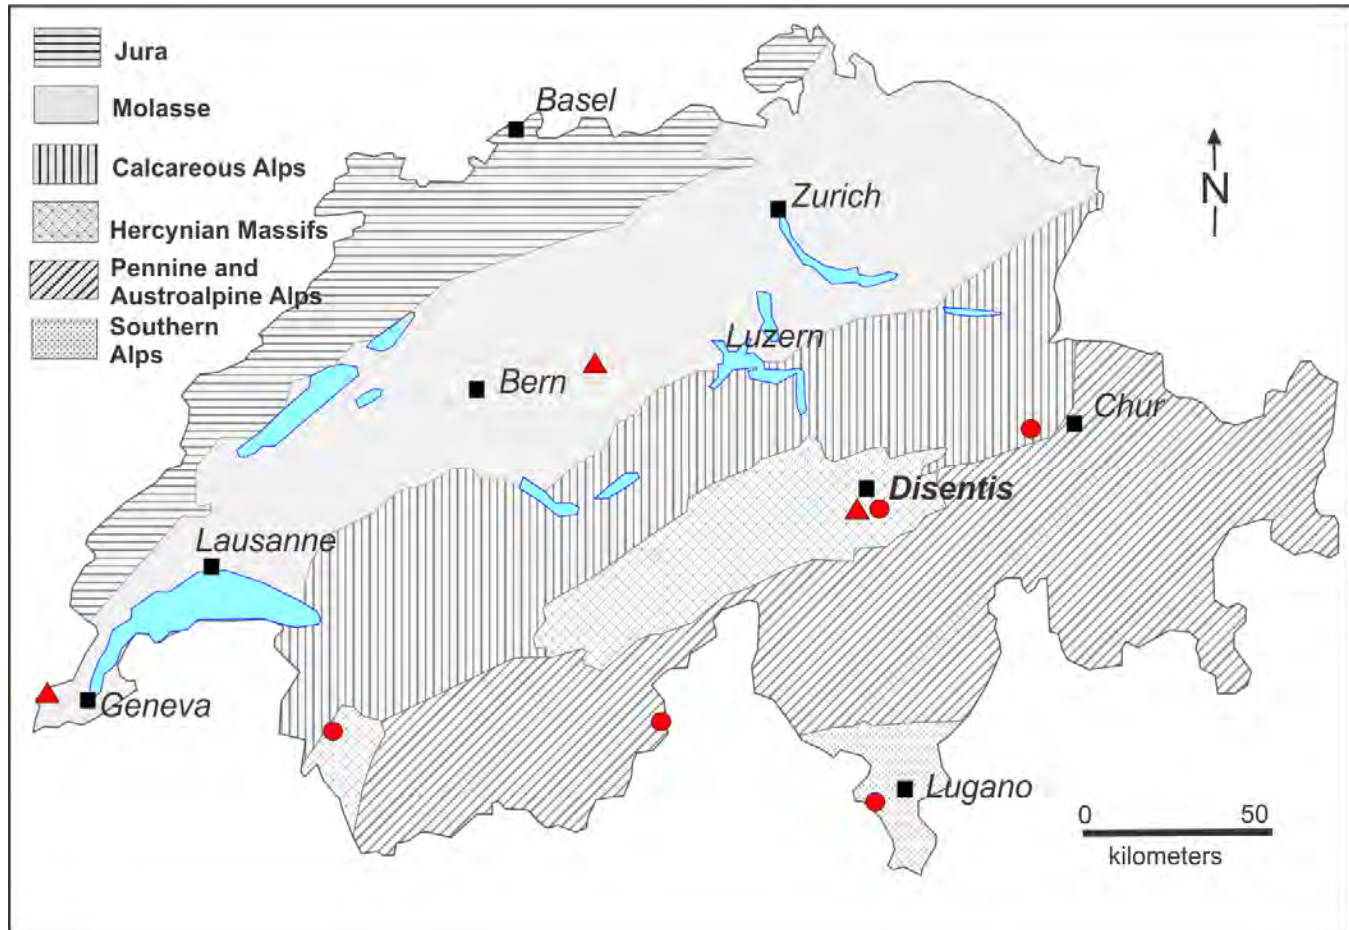 Jura
Molasse
Calcareous Alps
Hercynian Massifs
Pennine and
Austroalpine Alps
Southern
Alps
Basel
Zurich
N
Luzern
Bern
Chur
Disentis
Lausanne
Geneva
Lugano
0 50
kilometers